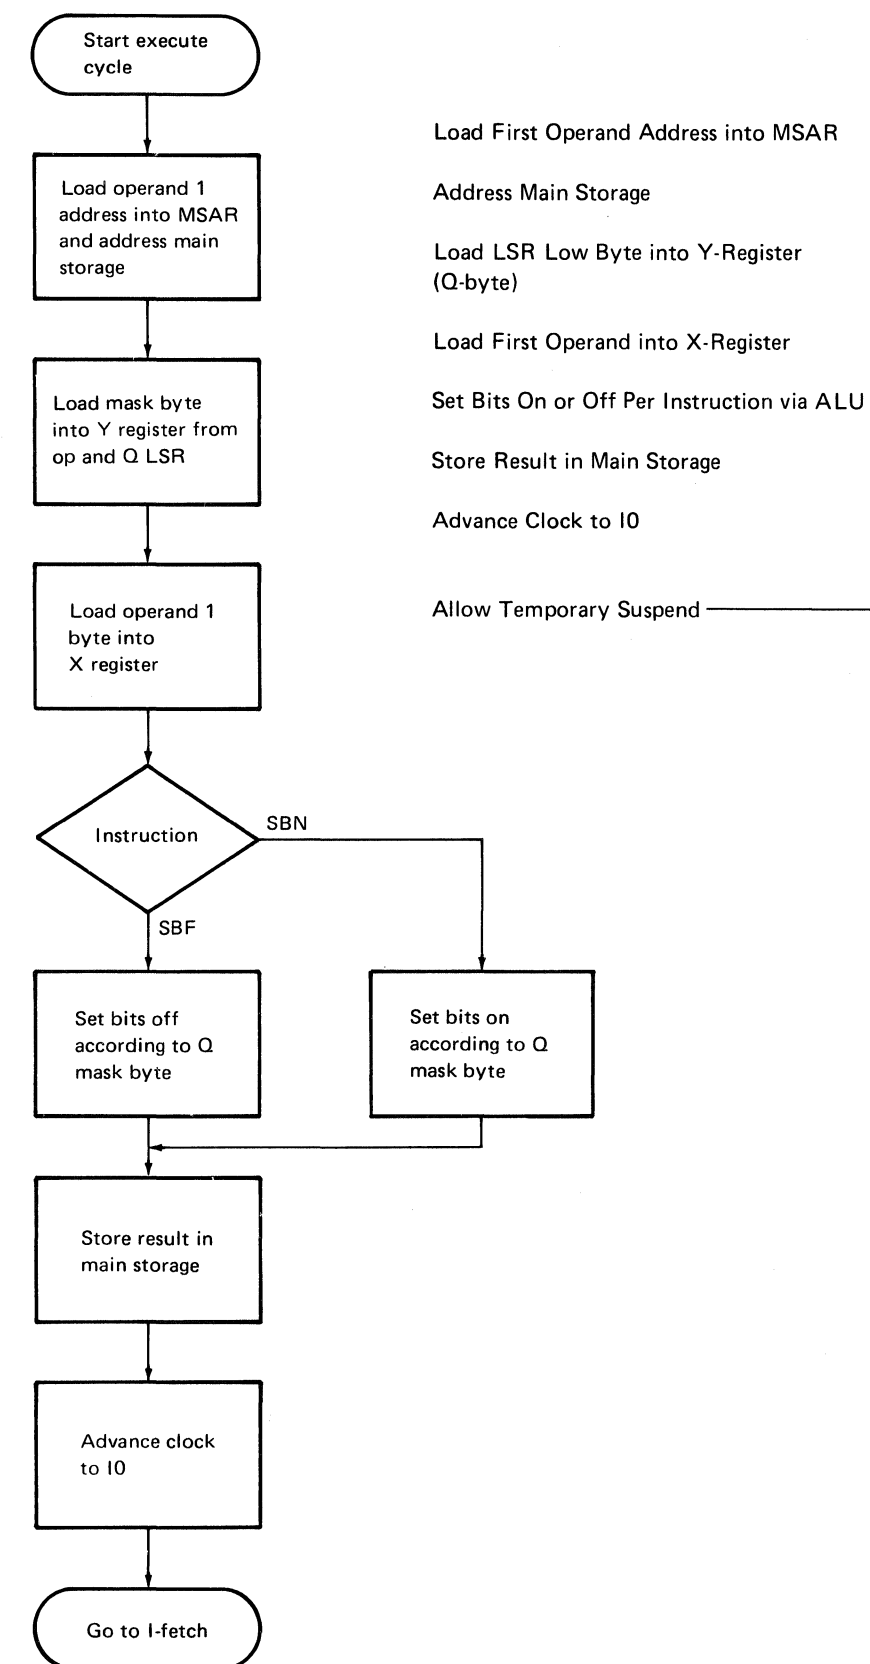 Start execute
cycle
Load operand 1
address into MSAR
and address main
storage
Load mask byte
into Y register from
op and Q LSR
Load operand 1
byte into
X register
Instruction
SBN
SBF
Set bits off
according to Q
mask byte
Set bits on
according to Q
mask byte
Store result in
main storage
Advance clock
to I0
Go to I-fetch
Load First Operand Address into MSAR
Address Main Storage
Load LSR Low Byte into Y-Register
(Q-byte)
Load First Operand into X-Register
Set Bits On or Off Per Instruction via ALU
Store Result in Main Storage
Advance Clock to I0
Allow Temporary Suspend